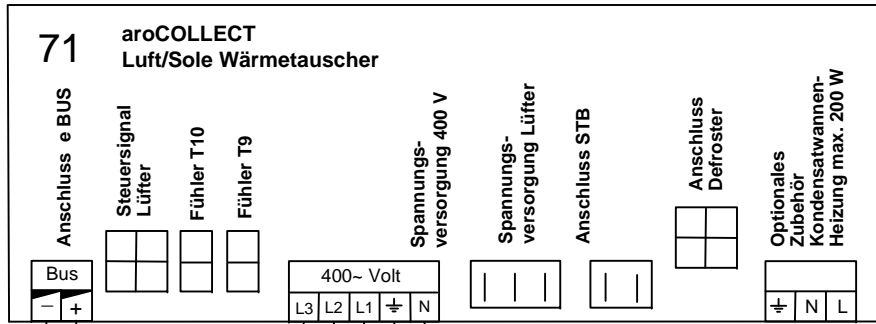 71
aroCOLLECT
Luft/Sole Wärmetauscher
Anschluss e BUS
Steuersignal
Lüfter
Fühler T10
Fühler T9
Spannungs-
versorgung 400 V
Spannungs-
versorgung Lüfter
Anschluss STB
Anschluss
Defroster
Optionales
Zubehör
Kondensatwannen-
Heizung max. 200 W
Bus
− +
400~ Volt
L3 L2 L1 ⏚ N
⏚ N L